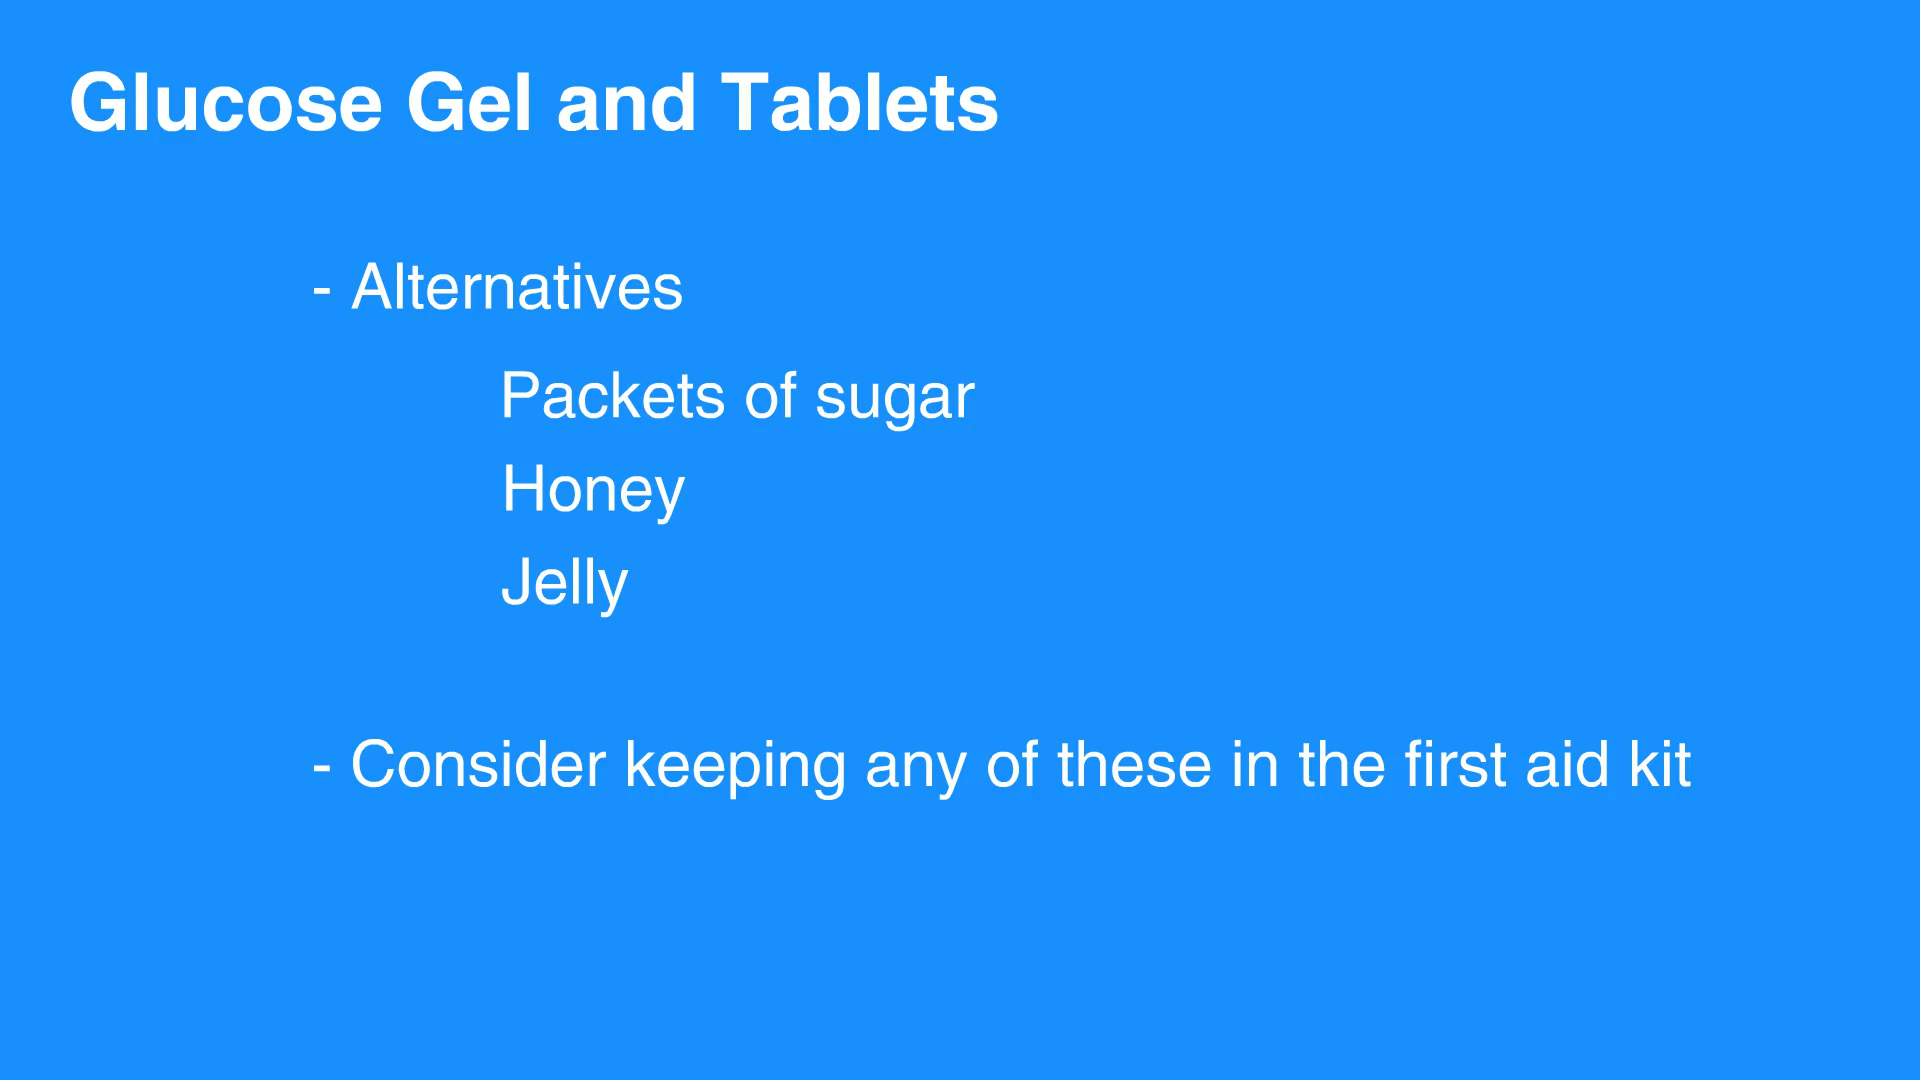 Glucose Gel and Tablets
- Alternatives
Packets of sugar
Honey
Jelly
- Consider keeping any of these in the first aid kit